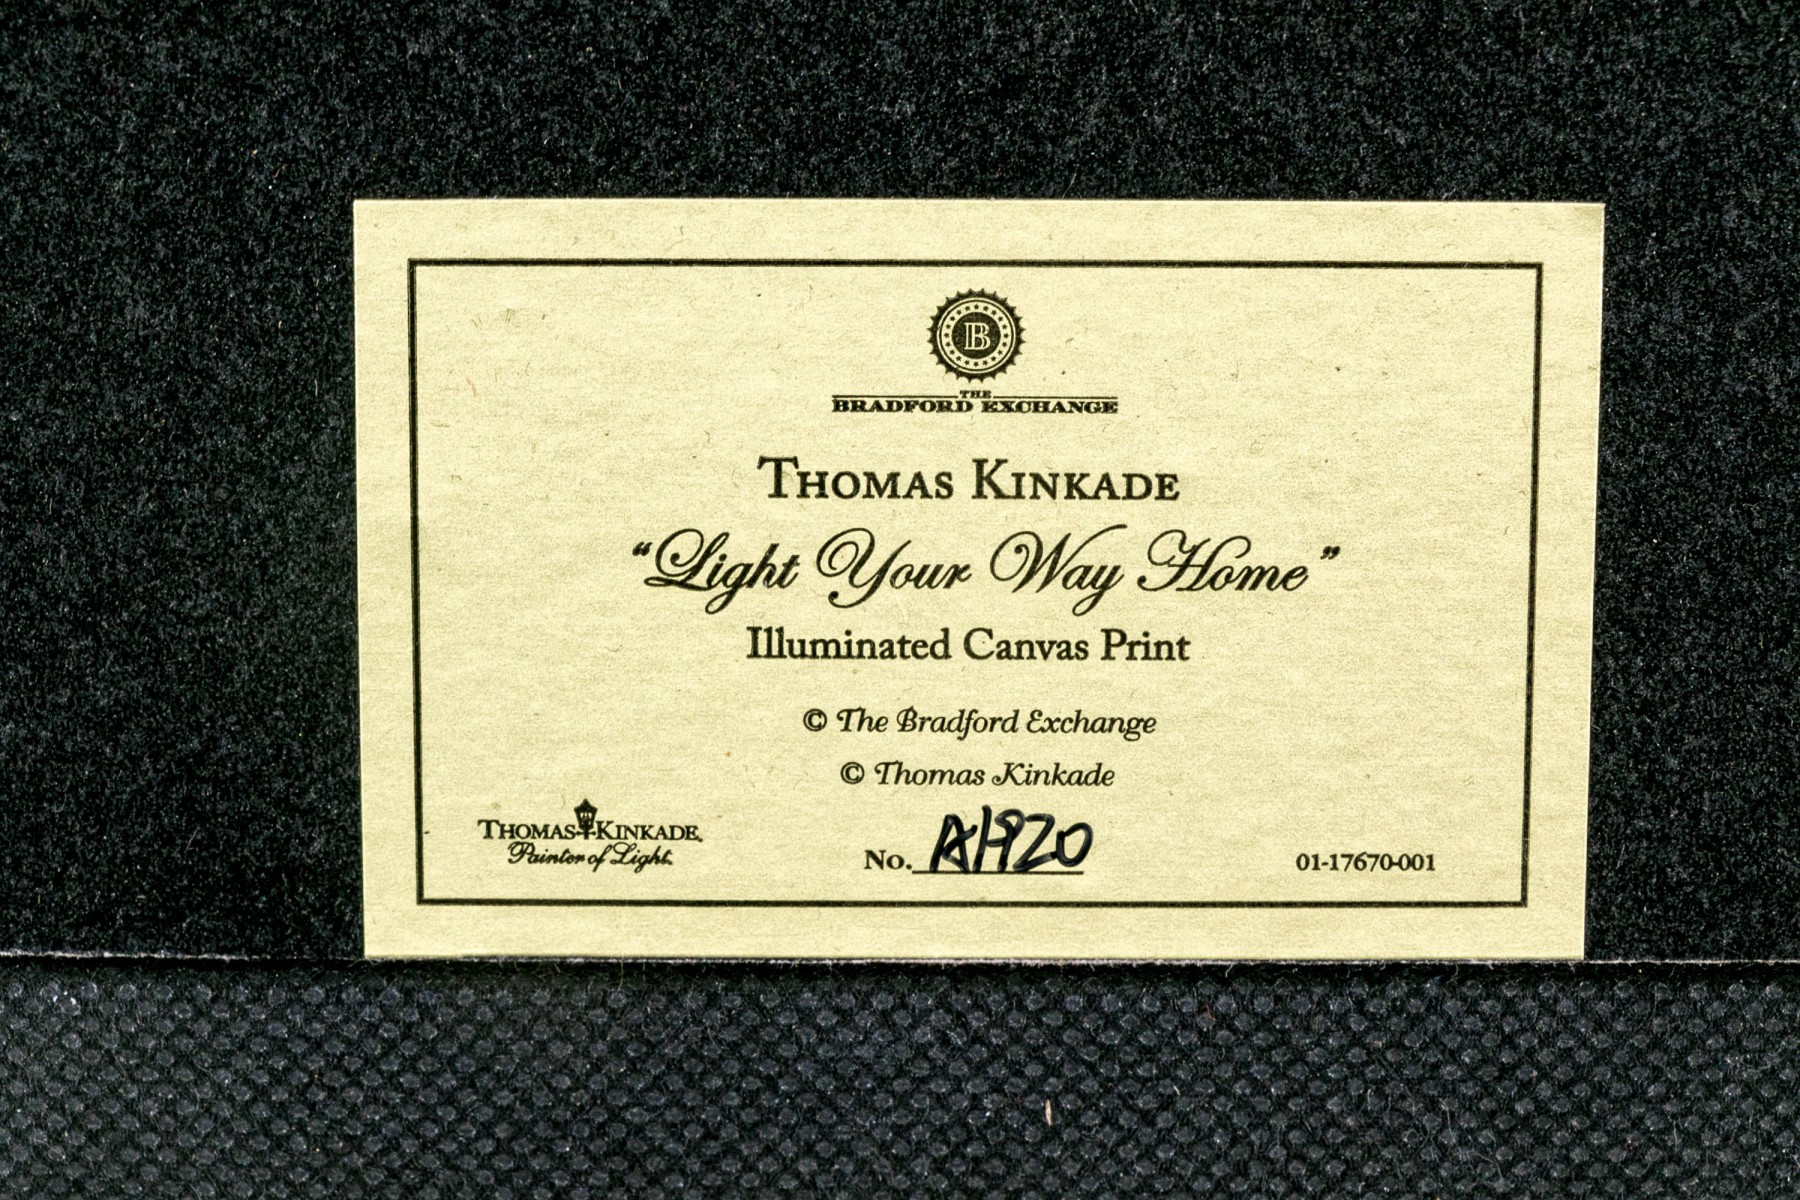 B
THE
BRADFORD EXCHANGE
THOMAS KINKADE
“Light Your Way Home”
Illuminated Canvas Print
© The Bradford Exchange
© Thomas Kinkade
THOMAS KINKADE
Painter of Light
No. A1920
01-17670-001